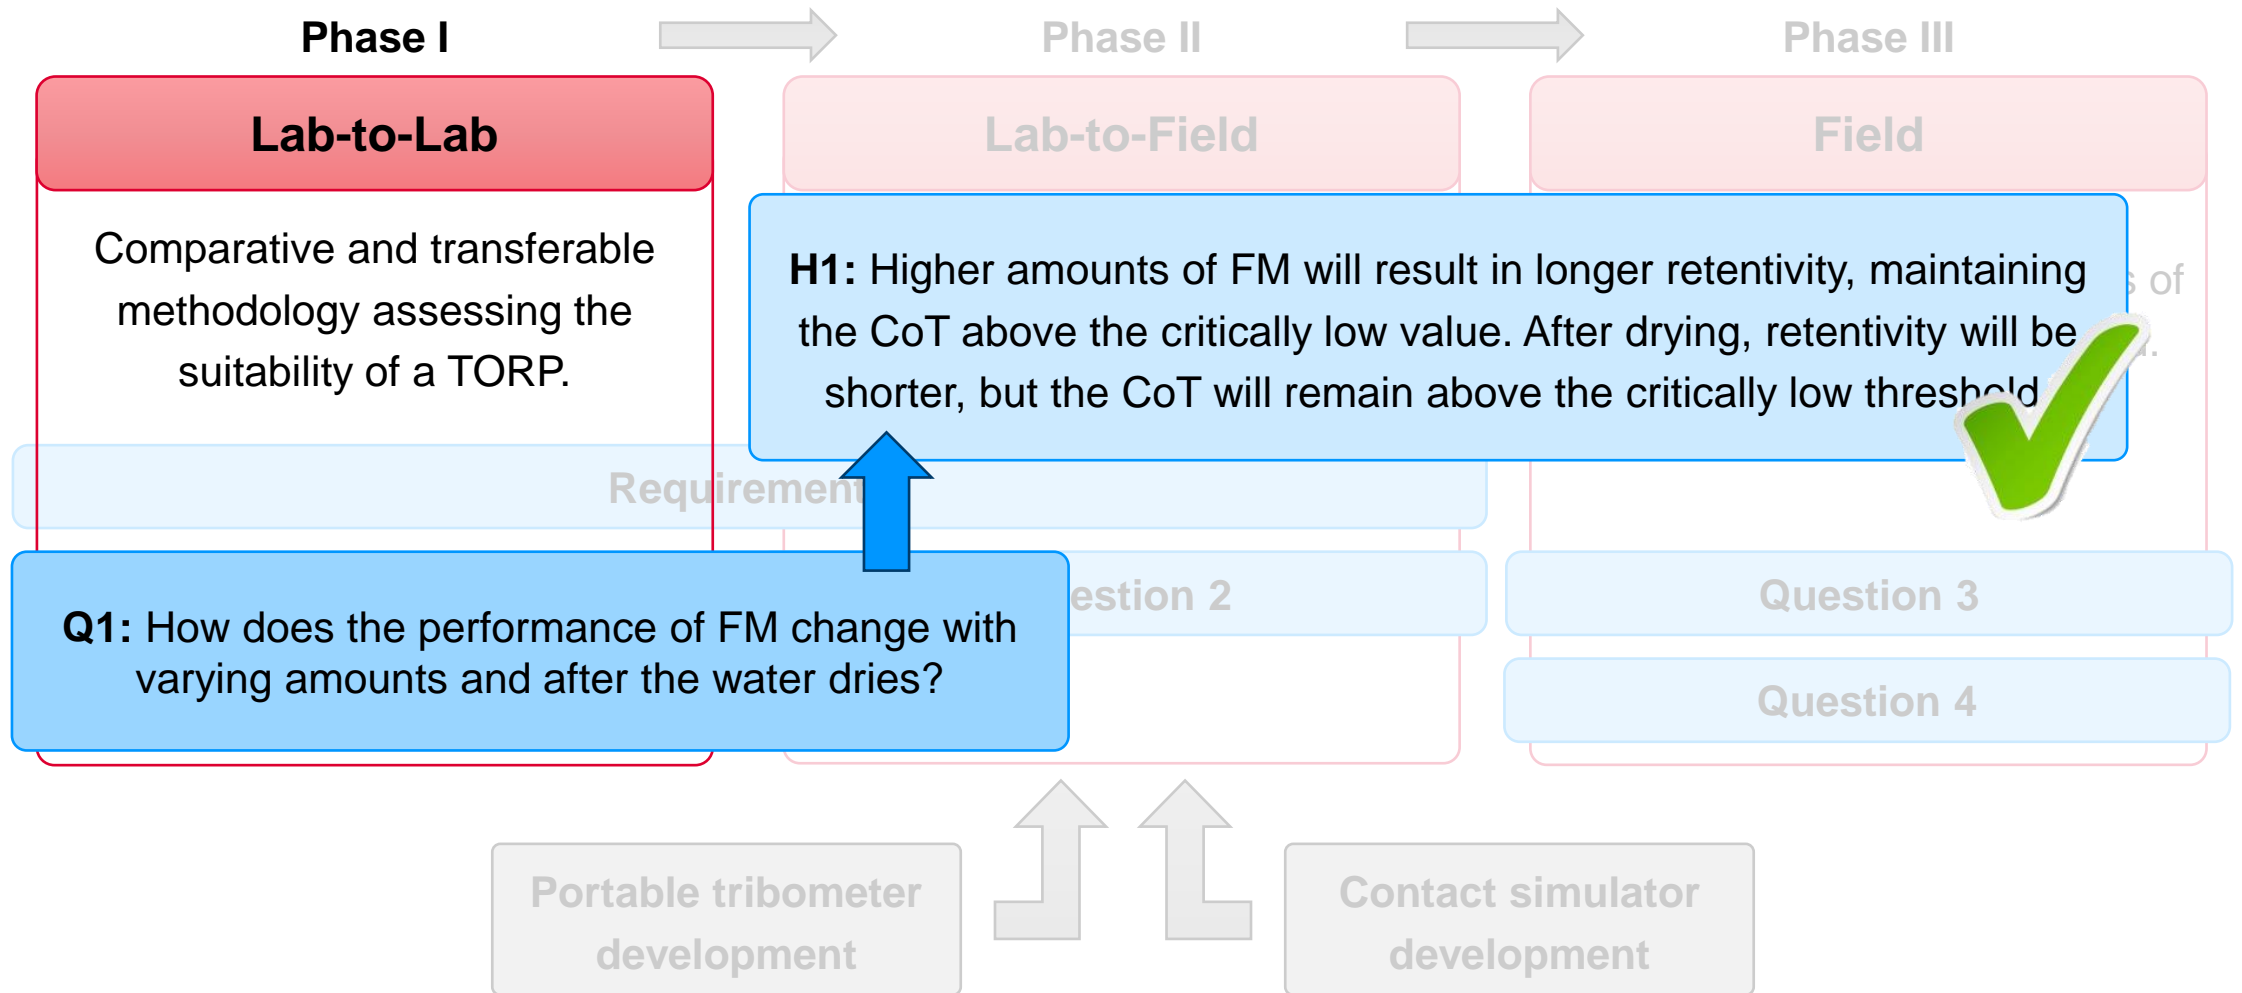 Phase I
Phase II
Phase III
Lab-to-Lab
Lab-to-Field
Field
Comparative and transferable
methodology assessing the
suitability of a TORP.
H1: Higher amounts of FM will result in longer retentivity, maintaining
the CoT above the critically low value. After drying, retentivity will be
shorter, but the CoT will remain above the critically low threshold
of
Requirement
Q1: How does the performance of FM change with
varying amounts and after the water dries?
estion 2
Question 3
Question 4
Portable tribometer
development
Contact simulator
development